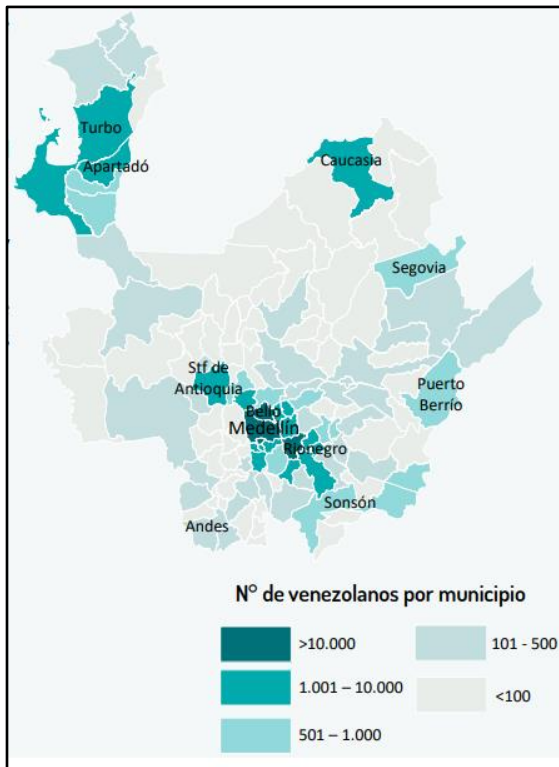 Turbo
Apartadó
Caucasia
Segovia
Stf de
Antioquia
Puerto
Berrío
Bello
Medellín
Rionegro
Sonsón
Andes
N° de venezolanos por municipio
>10.000
101 - 500
1.001 – 10.000
<100
501 – 1.000